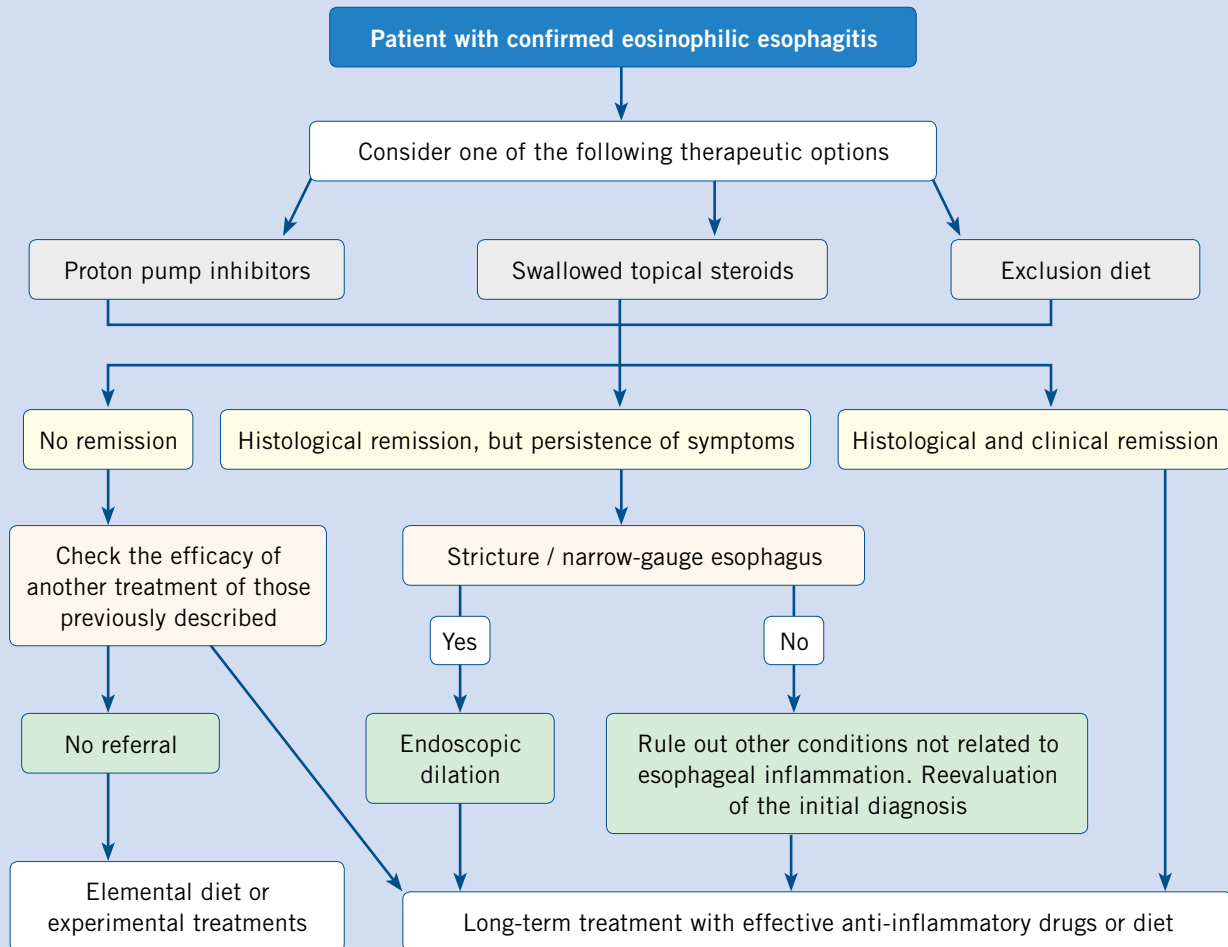 Patient with confirmed eosinophilic esophagitis
Consider one of the following therapeutic options
Proton pump inhibitors
Swallowed topical steroids
Exclusion diet
No remission
Histological remission, but persistence of symptoms
Histological and clinical remission
Check the efficacy of
another treatment of those
previously described
Stricture / narrow-gauge esophagus
Yes
No
No referral
Endoscopic
dilation
Rule out other conditions not related to
esophageal inflammation. Reevaluation
of the initial diagnosis
Elemental diet or
experimental treatments
Long-term treatment with effective anti-inflammatory drugs or diet